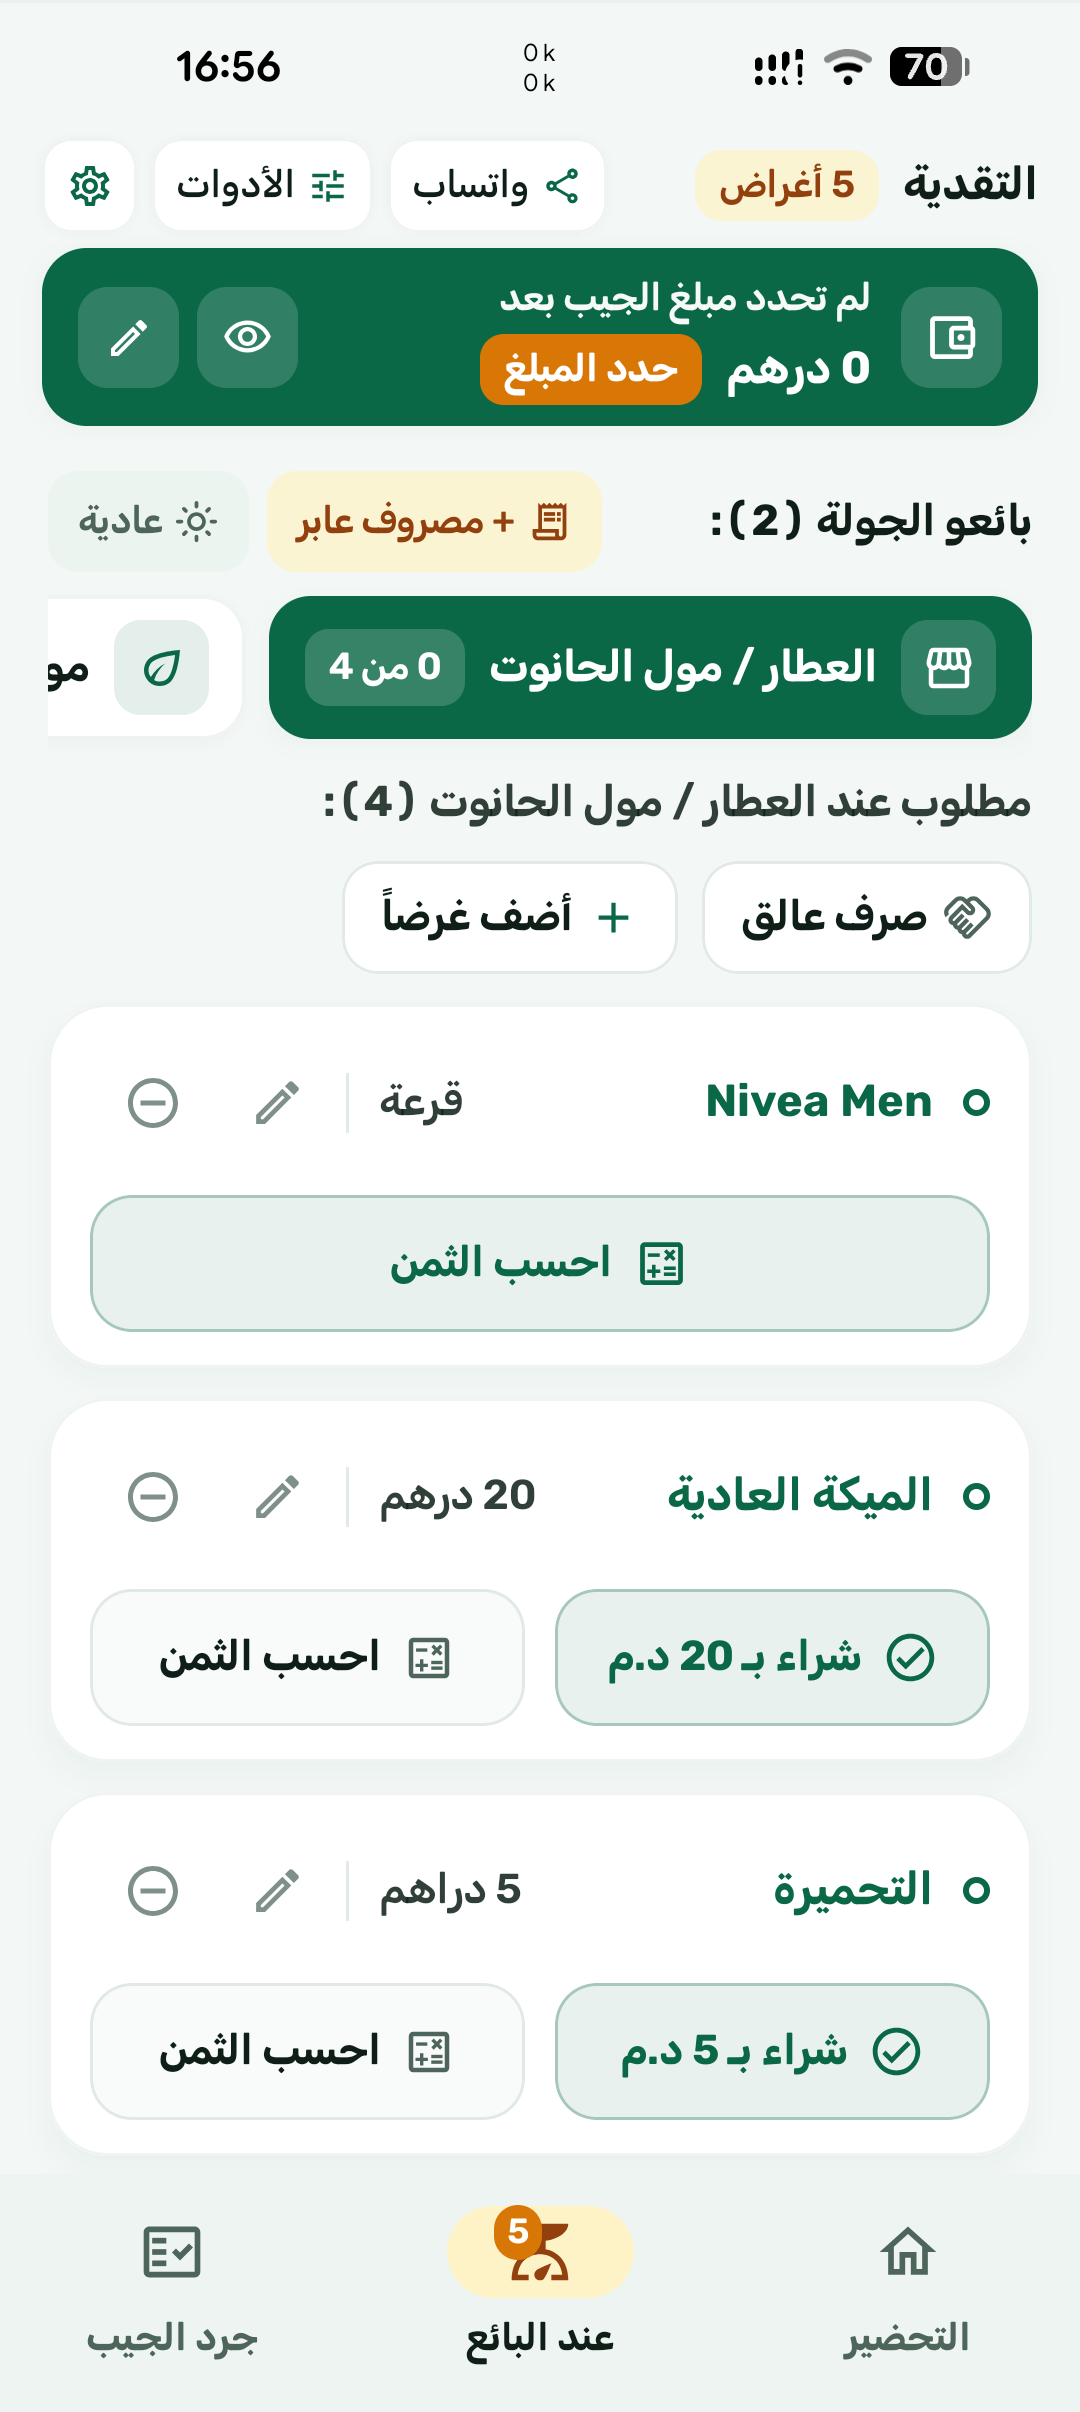 16:56
0 k
0 k
70
التقدية
5 أغراض
واتساب
الأدوات
لم تحدد مبلغ الجيب بعد
0 درهم
حدد المبلغ
بائعو الجولة (2):
+ مصروف عابر
عادية
العطار / مول الحانوت
0 من 4
مو
مطلوب عند العطار / مول الحانوت (4):
صرف عالق
أضف غرضاً
Nivea Men
قرعة
احسب الثمن
الميكة العادية
20 درهم
شراء بـ 20 د.م
احسب الثمن
التحميرة
5 دراهم
شراء بـ 5 د.م
احسب الثمن
التحضير
5
عند البائع
جرد الجيب